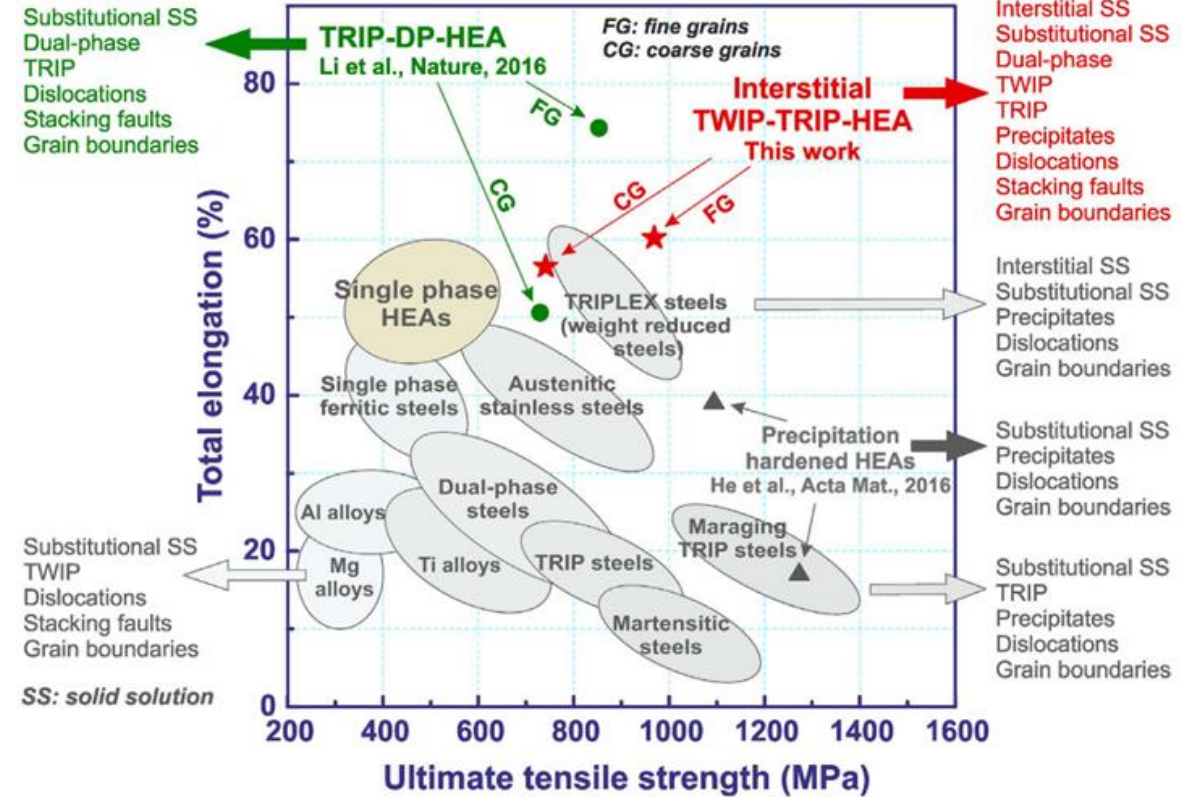 Substitutional SS
Dual-phase
TRIP
Dislocations
Stacking faults
Grain boundaries
TRIP-DP-HEA
Li et al., Nature, 2016
FG: fine grains
CG: coarse grains
Interstitial SS
Substitutional SS
Dual-phase
TWIP
TRIP
Precipitates
Dislocations
Stacking faults
Grain boundaries
Interstitial
TWIP-TRIP-HEA
This work
FG
CG
CG
FG
Single phase
HEAs
TRIPLEX steels
(weight reduced
steels)
Interstitial SS
Substitutional SS
Precipitates
Dislocations
Grain boundaries
Single phase
ferritic steels
Austenitic
stainless steels
Precipitation
hardened HEAs
He et al., Acta Mat., 2016
Substitutional SS
Precipitates
Dislocations
Grain boundaries
Dual-phase
steels
Al alloys
Maraging
TRIP steels
Mg
alloys
Ti alloys
TRIP steels
Martensitic
steels
Substitutional SS
TWIP
Dislocations
Stacking faults
Grain boundaries
Substitutional SS
TRIP
Precipitates
Dislocations
Grain boundaries
SS: solid solution
Total elongation (%)
80
60
40
20
0
200 400 600 800 1000 1200 1400 1600
Ultimate tensile strength (MPa)